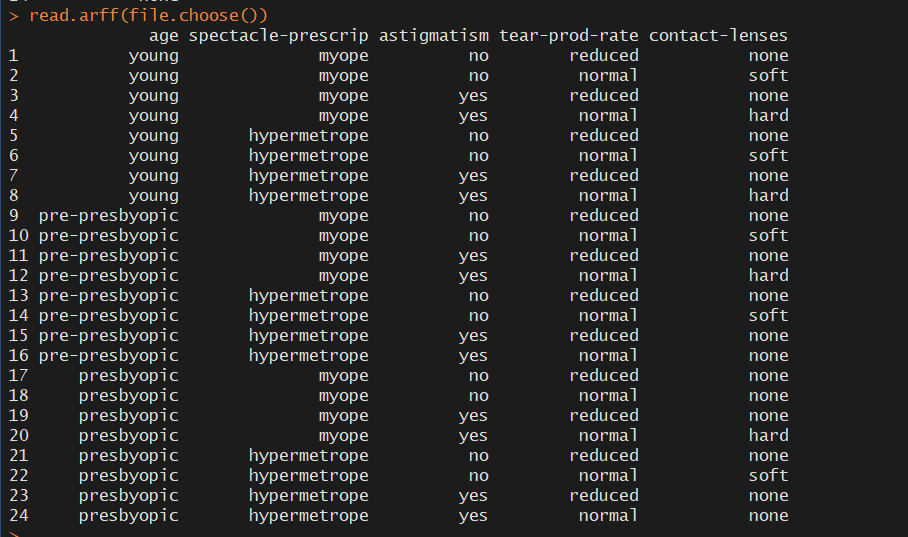 > read.arff(file.choose())
age spectacle-prescrip astigmatism tear-prod-rate contact-lenses
1 young myope no reduced none
2 young myope no normal soft
3 young myope yes reduced none
4 young myope yes normal hard
5 young hypermetrope no reduced none
6 young hypermetrope no normal soft
7 young hypermetrope yes reduced none
8 young hypermetrope yes normal hard
9 pre-presbyopic myope no reduced none
10 pre-presbyopic myope no normal soft
11 pre-presbyopic myope yes reduced none
12 pre-presbyopic myope yes normal hard
13 pre-presbyopic hypermetrope no reduced none
14 pre-presbyopic hypermetrope no normal soft
15 pre-presbyopic hypermetrope yes reduced none
16 pre-presbyopic hypermetrope yes normal none
17 presbyopic myope no reduced none
18 presbyopic myope no normal none
19 presbyopic myope yes reduced none
20 presbyopic myope yes normal hard
21 presbyopic hypermetrope no reduced none
22 presbyopic hypermetrope no normal soft
23 presbyopic hypermetrope yes reduced none
24 presbyopic hypermetrope yes normal none
>